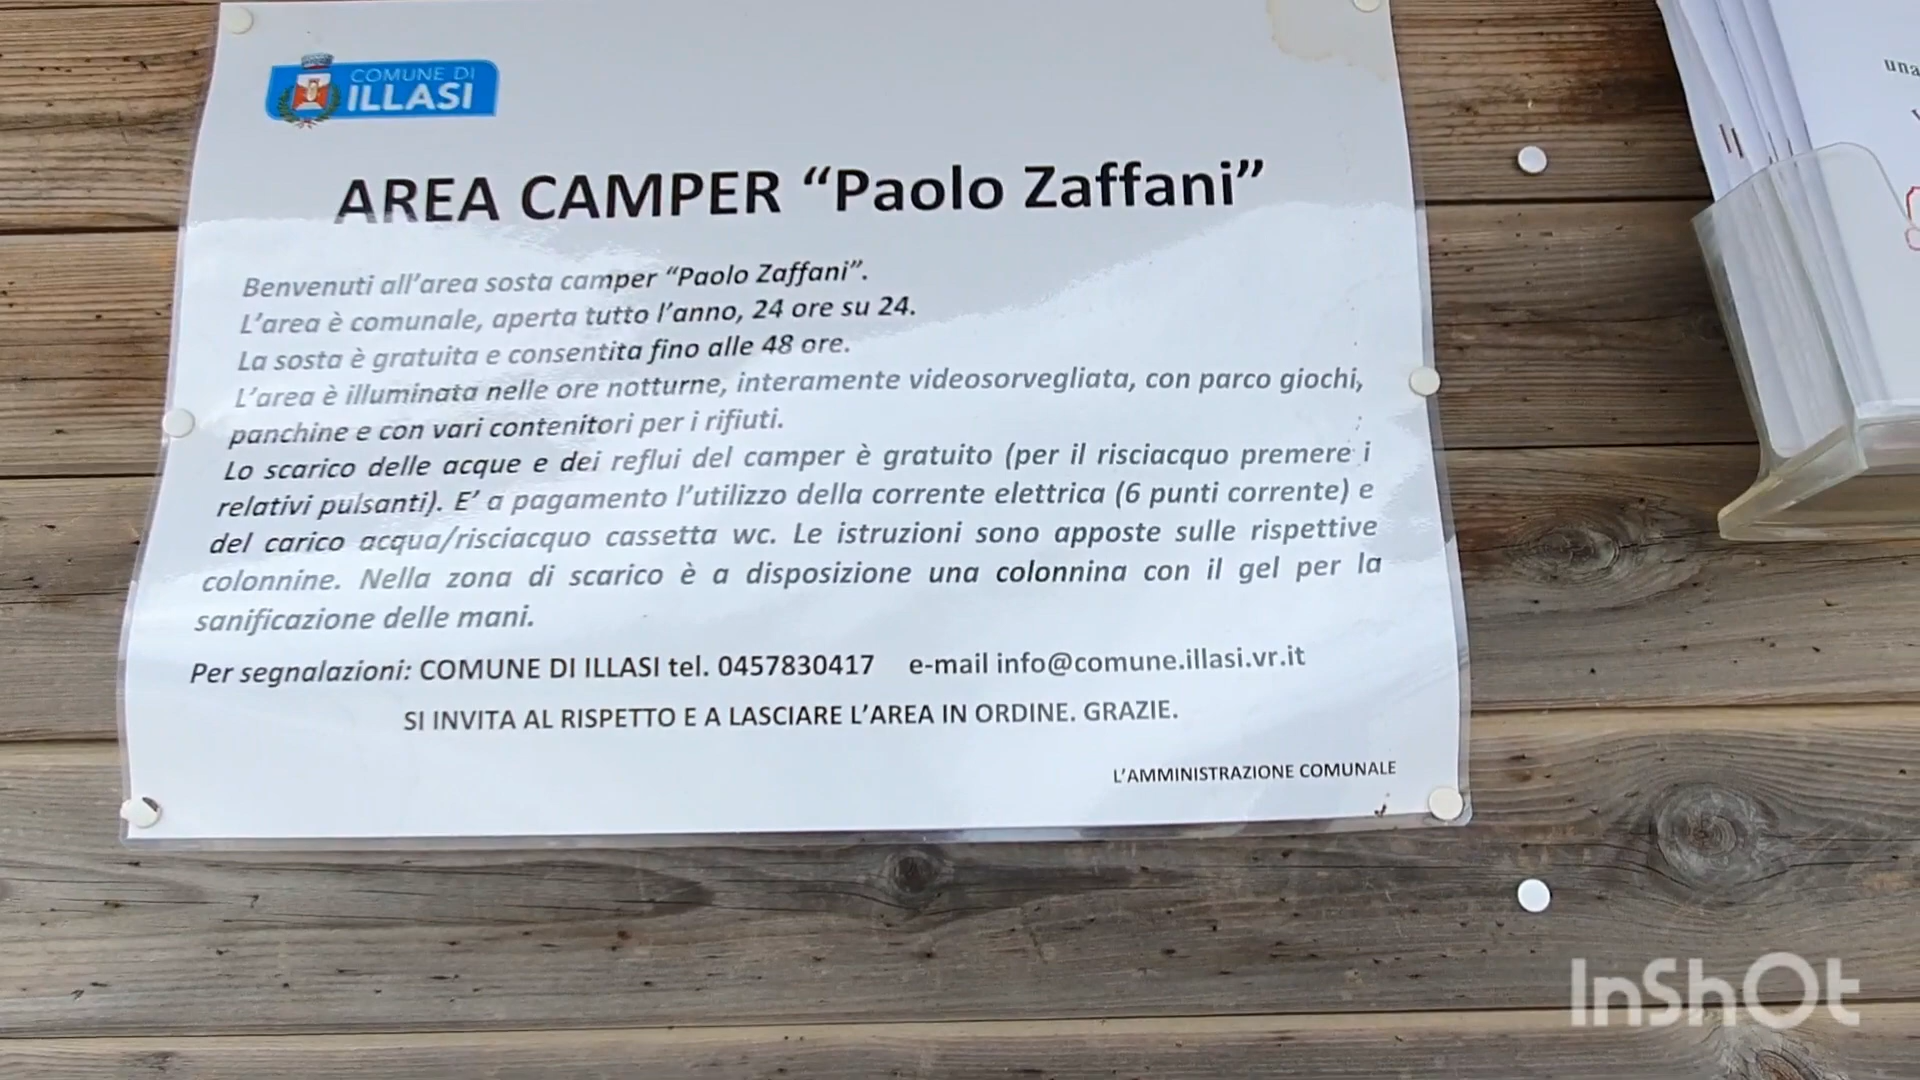 COMUNE DI
ILLASI
AREA CAMPER “Paolo Zaffani”
Benvenuti all’area sosta camper “Paolo Zaffani”.
L’area è comunale, aperta tutto l’anno, 24 ore su 24.
La sosta è gratuita e consentita fino alle 48 ore.
L’area è illuminata nelle ore notturne, interamente videosorvegliata, con parco giochi,
panchine e con vari contenitori per i rifiuti.
Lo scarico delle acque e dei reflui del camper è gratuito (per il risciacquo premere i
relativi pulsanti). E’ a pagamento l’utilizzo della corrente elettrica (6 punti corrente) e
del carico acqua/risciacquo cassetta wc. Le istruzioni sono apposte sulle rispettive
colonnine. Nella zona di scarico è a disposizione una colonnina con il gel per la
sanificazione delle mani.
Per segnalazioni: COMUNE DI ILLASI tel. 0457830417 e-mail info@comune.illasi.vr.it
SI INVITA AL RISPETTO E A LASCIARE L’AREA IN ORDINE. GRAZIE.
L’AMMINISTRAZIONE COMUNALE
una
InShOt